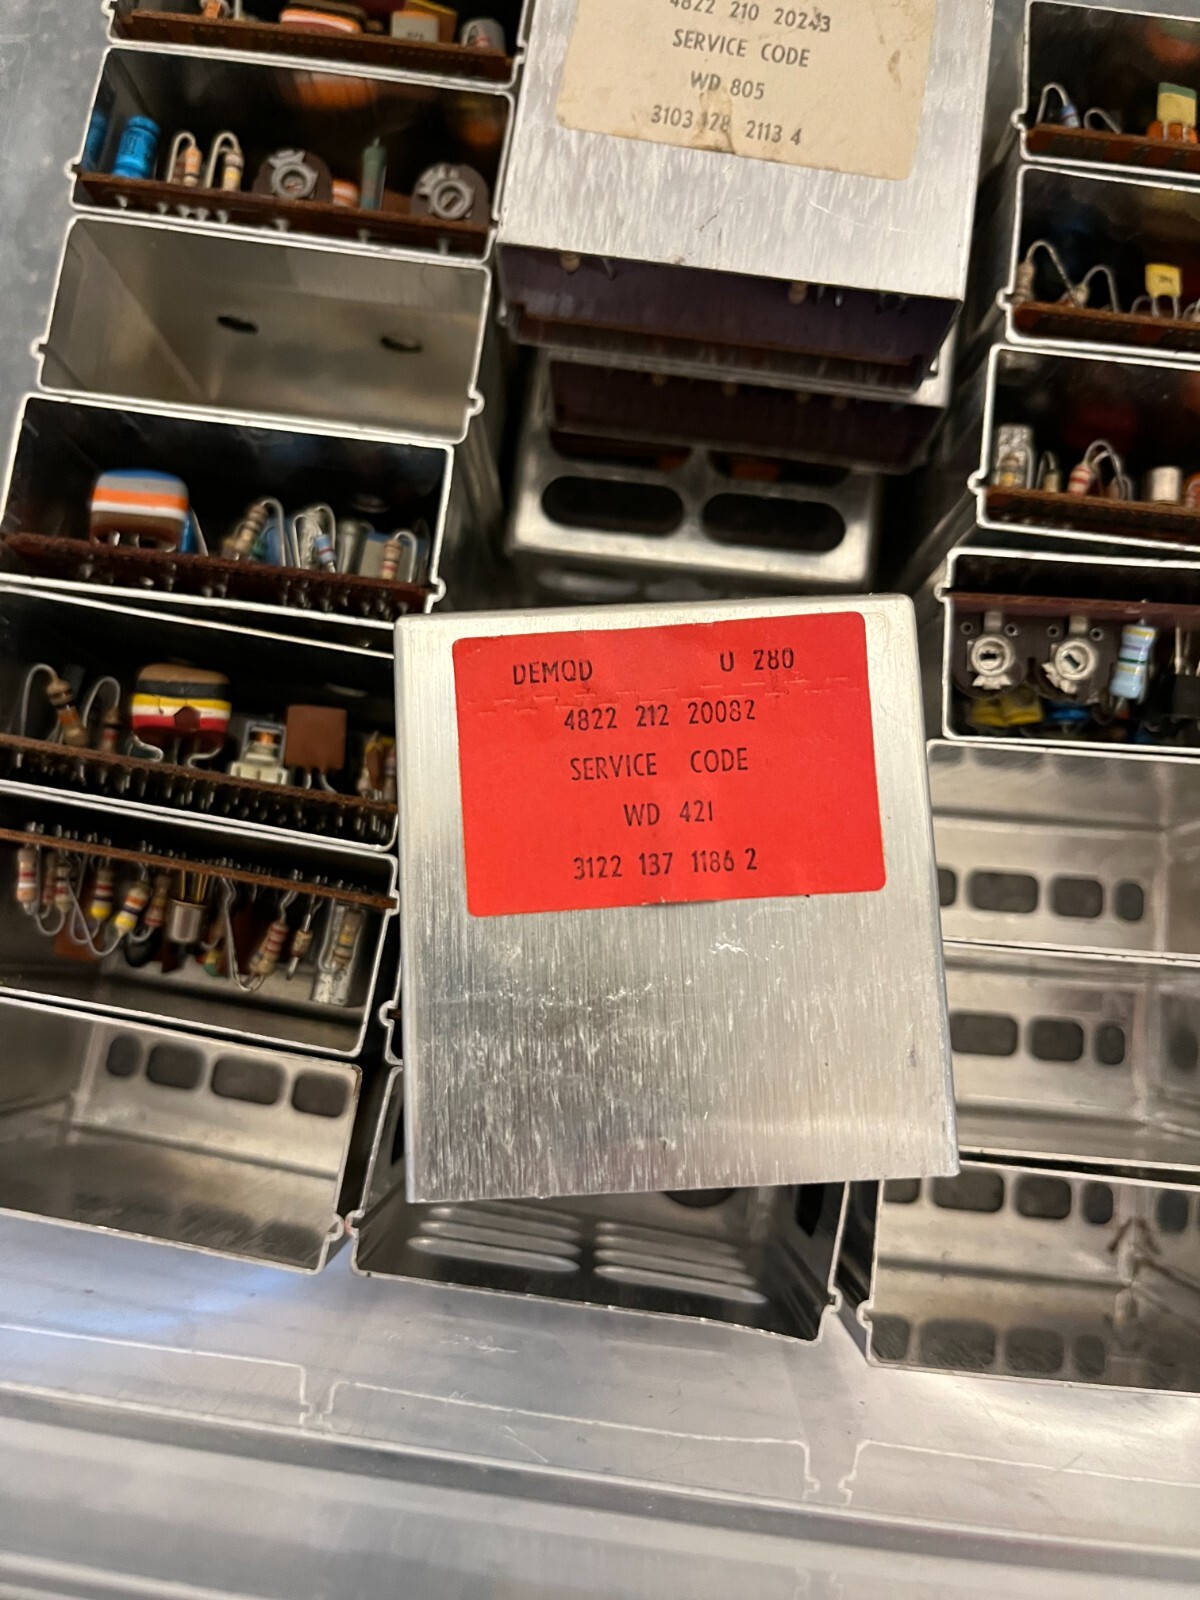 4822 210 20243
SERVICE CODE
WD 805
3103 128 2113 4
DEMOD U 280
4822 212 20082
SERVICE CODE
WD 421
3122 137 1186 2